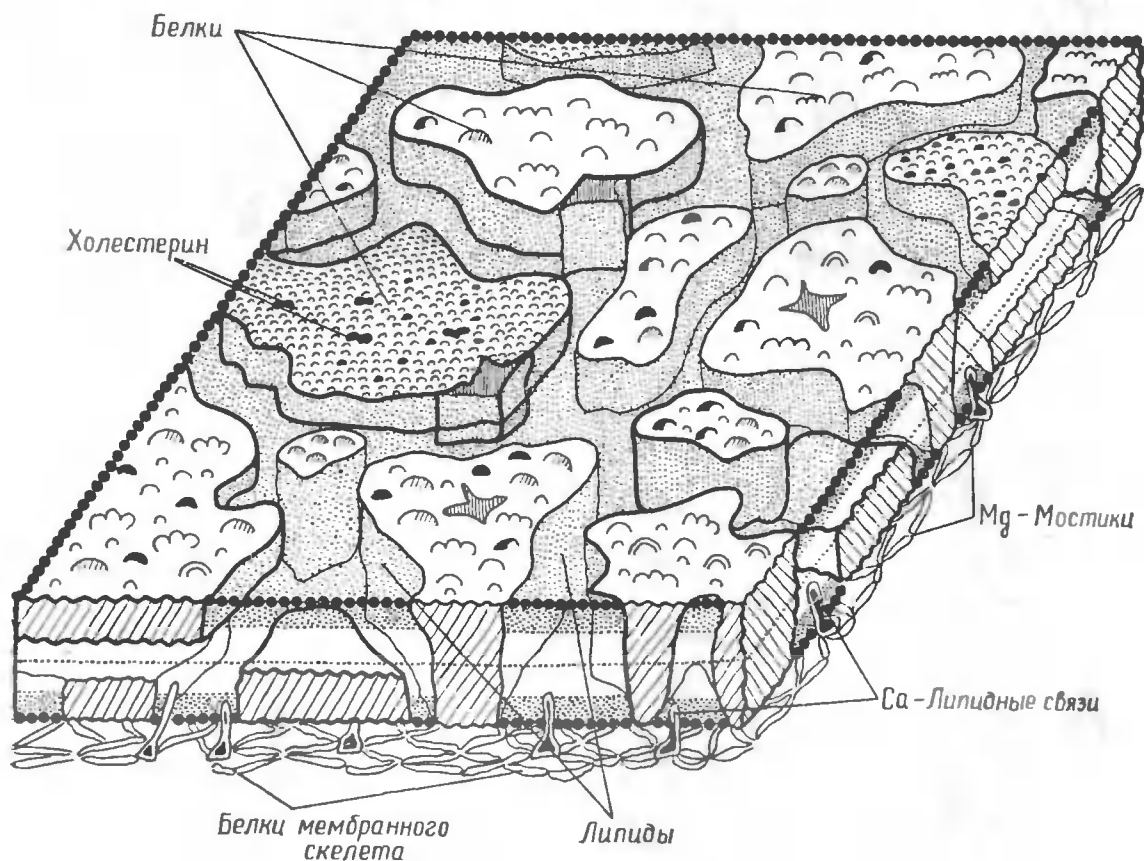 Белки
Холестерин
Mg-Мостики
Ca-Липидные связи
Белки мембранного
скелета
Липиды